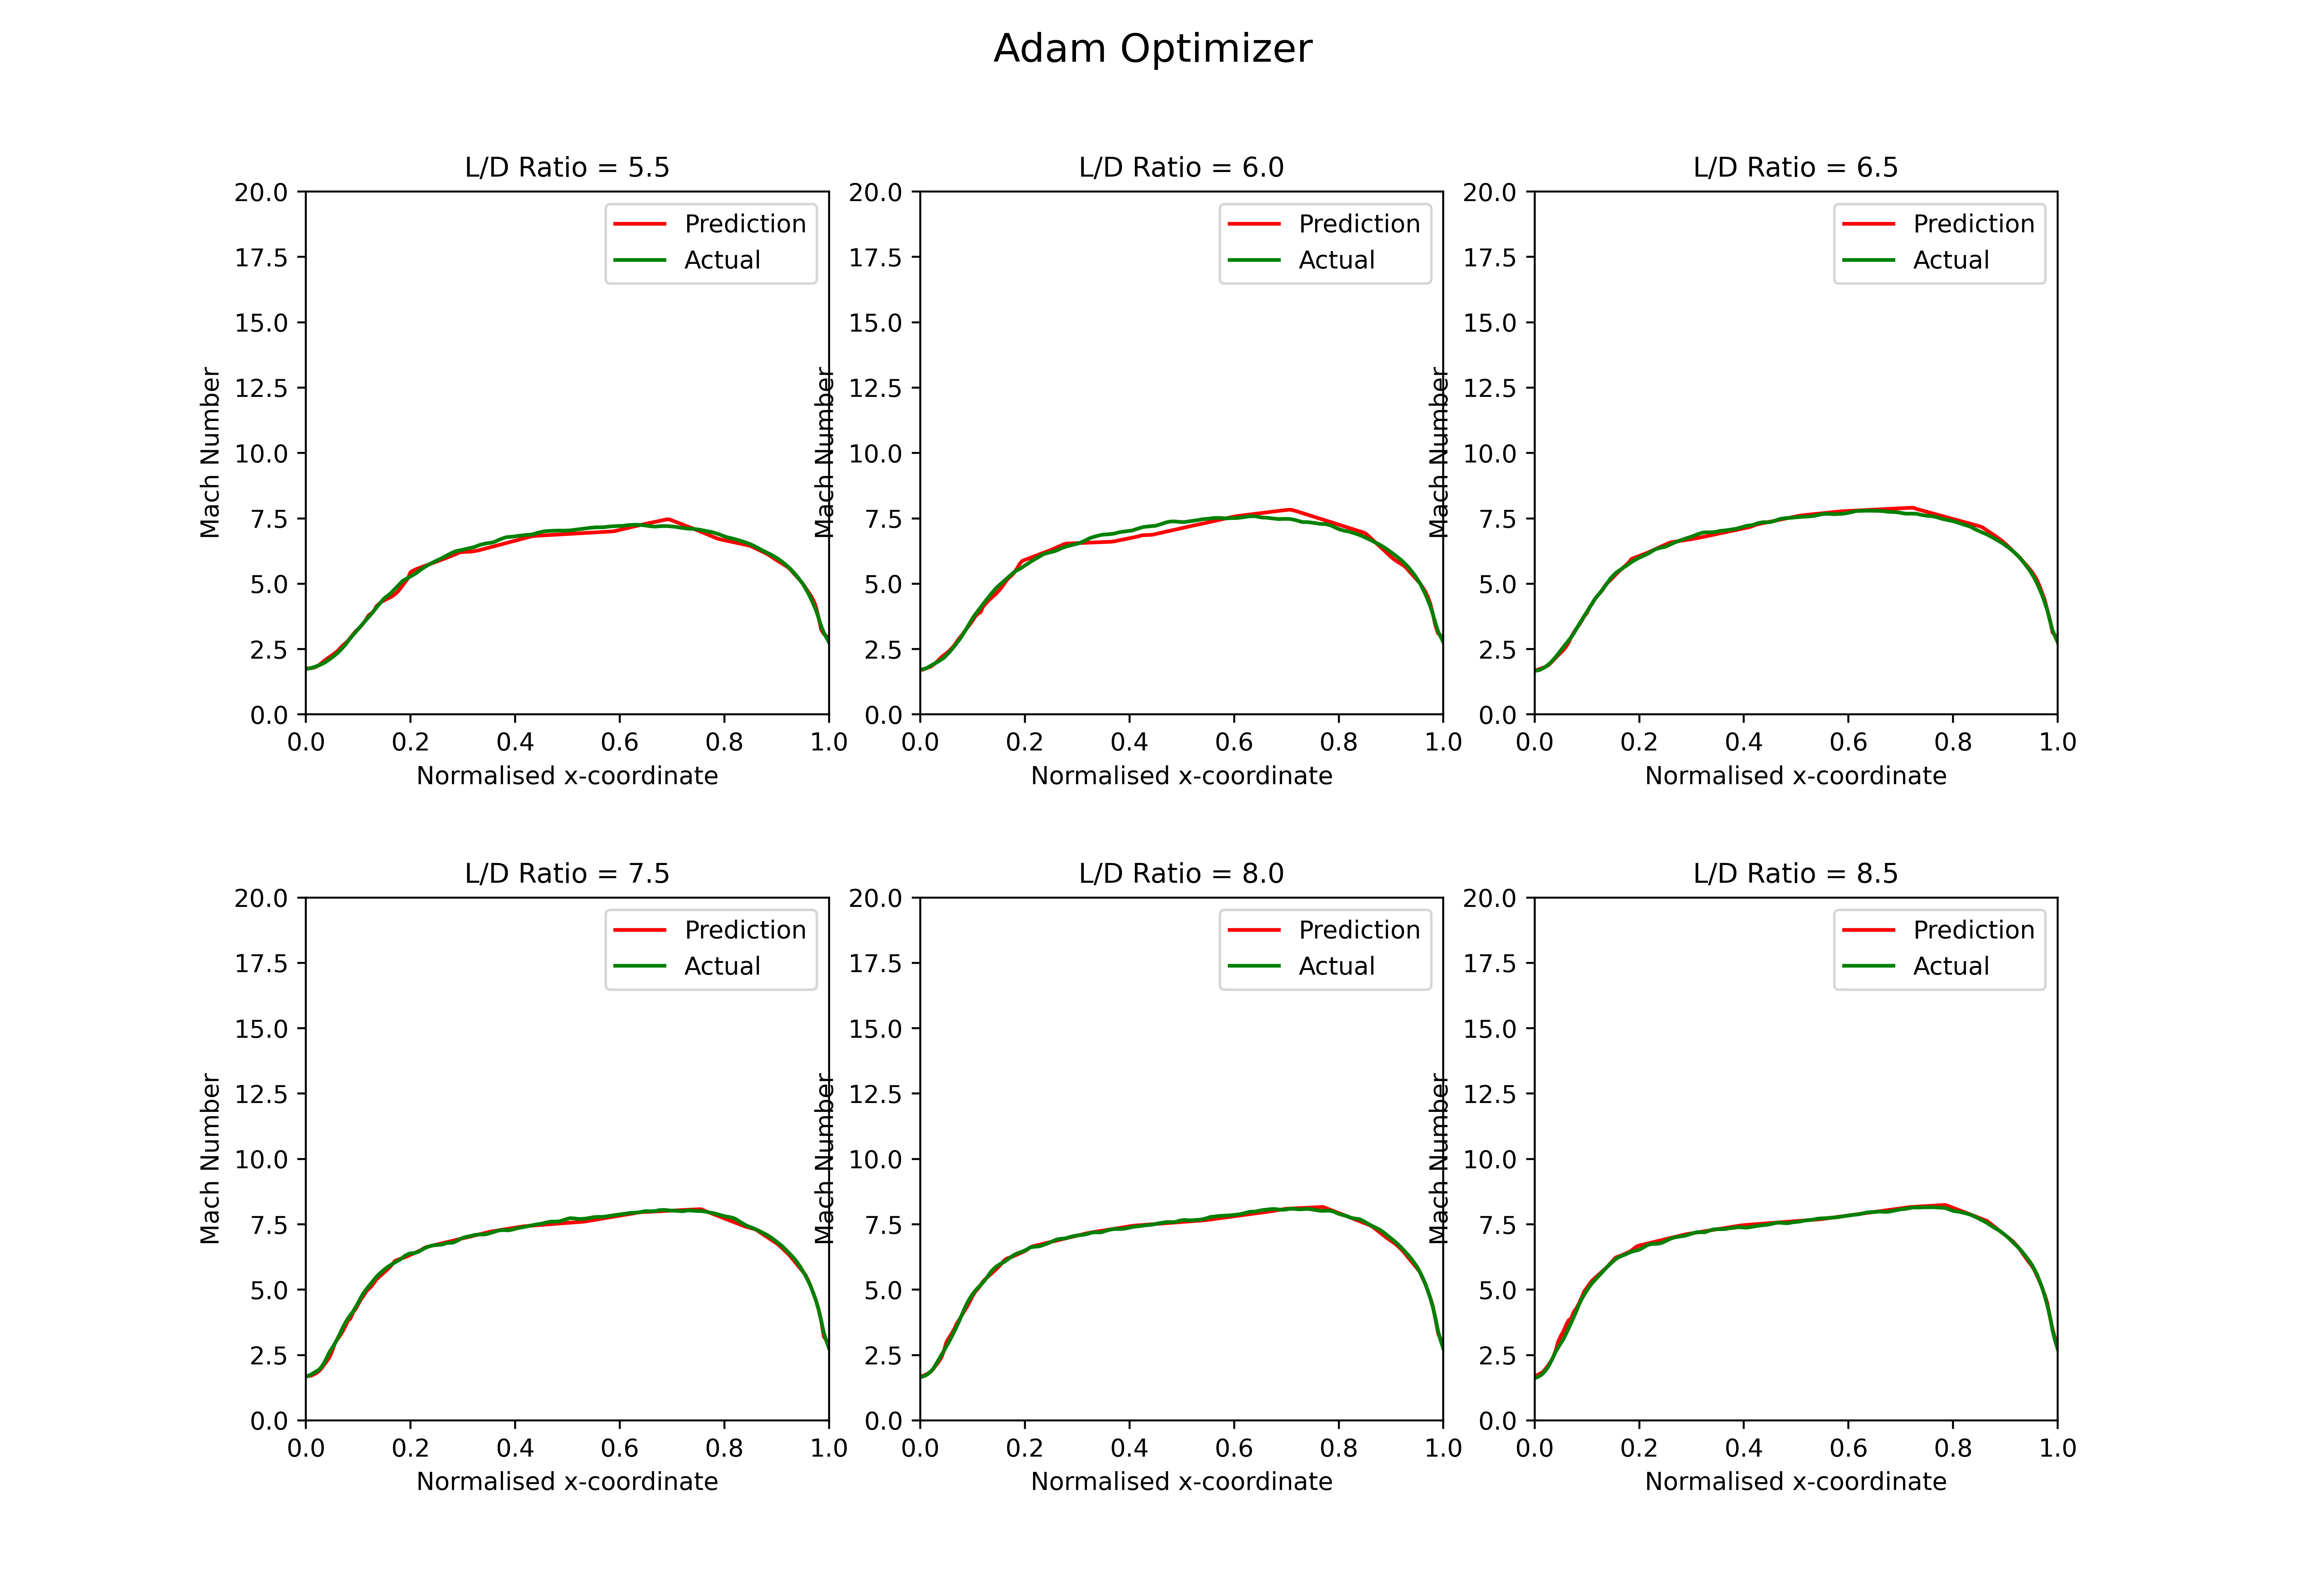 Adam Optimizer
L/D Ratio = 5.5
Prediction
Actual
Mach Number
20.0
17.5
15.0
12.5
10.0
7.5
5.0
2.5
0.0
0.0 0.2 0.4 0.6 0.8 1.0
Normalised x-coordinate
L/D Ratio = 6.0
Prediction
Actual
Mach Number
20.0
17.5
15.0
12.5
10.0
7.5
5.0
2.5
0.0
0.0 0.2 0.4 0.6 0.8 1.0
Normalised x-coordinate
L/D Ratio = 6.5
Prediction
Actual
Mach Number
20.0
17.5
15.0
12.5
10.0
7.5
5.0
2.5
0.0
0.0 0.2 0.4 0.6 0.8 1.0
Normalised x-coordinate
L/D Ratio = 7.5
Prediction
Actual
Mach Number
20.0
17.5
15.0
12.5
10.0
7.5
5.0
2.5
0.0
0.0 0.2 0.4 0.6 0.8 1.0
Normalised x-coordinate
L/D Ratio = 8.0
Prediction
Actual
Mach Number
20.0
17.5
15.0
12.5
10.0
7.5
5.0
2.5
0.0
0.0 0.2 0.4 0.6 0.8 1.0
Normalised x-coordinate
L/D Ratio = 8.5
Prediction
Actual
Mach Number
20.0
17.5
15.0
12.5
10.0
7.5
5.0
2.5
0.0
0.0 0.2 0.4 0.6 0.8 1.0
Normalised x-coordinate